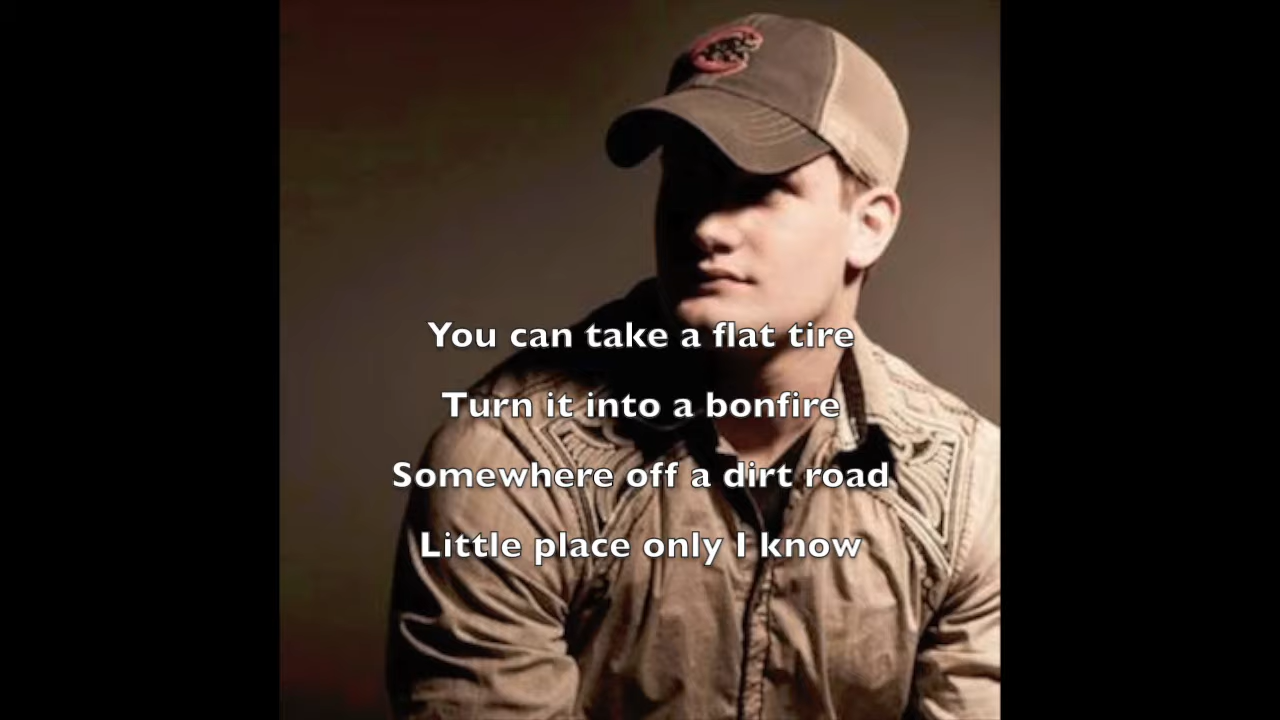 You can take a flat tire
Turn it into a bonfire
Somewhere off a dirt road
Little place only I know